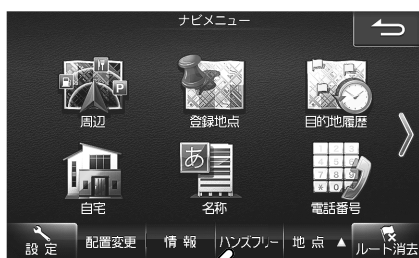 ナビメニュー
周辺
登録地点
目的地履歴
あ
自宅
名称
電話番号
設定
配置変更
情報
ハンズフリー
地点 ▲
ルート消去